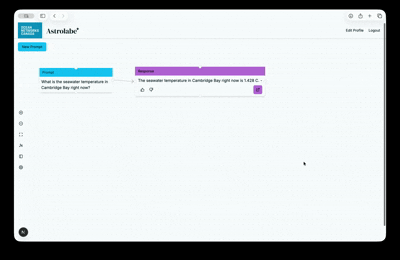 OCEAN
NETWORKS
CANADA
Astrolabe
Edit Profile
Logout
New Prompt
Prompt
What is the seawater temperature in
Cambridge Bay right now?
Response
The seawater temperature in Cambridge Bay right now is 1.428 C.